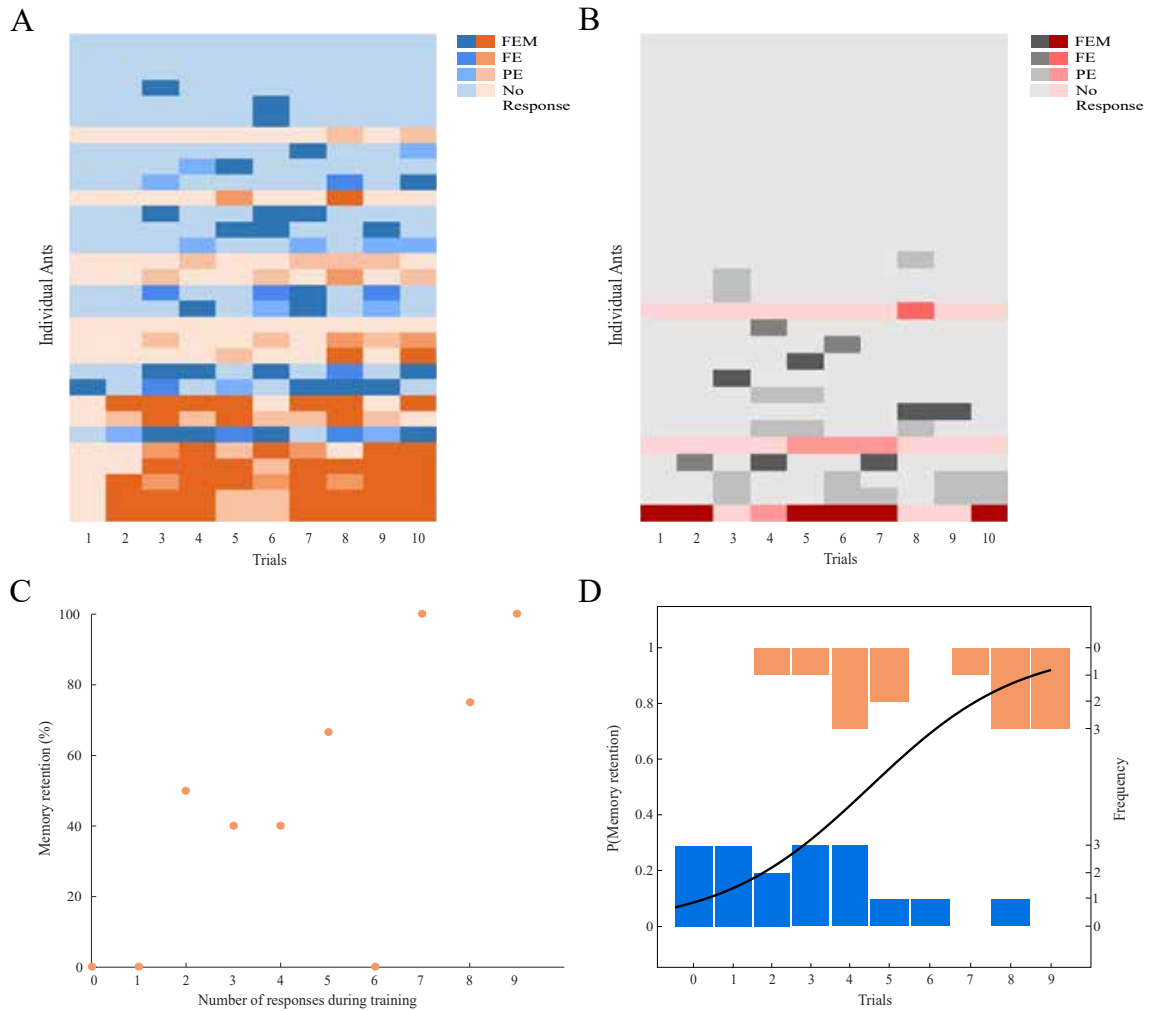 A
FEM
FE
PE
No
Response
Individual Ants
1 2 3 4 5 6 7 8 9 10
Trials
B
FEM
FE
PE
No
Response
Individual Ants
1 2 3 4 5 6 7 8 9 10
Trials
C
100
80
60
40
20
0
Memory retention (%)
0 1 2 3 4 5 6 7 8 9
Number of responses during training
D
1
0.8
0.6
0.4
0.2
0
P(Memory retention)
0
1
2
3
3
2
1
0
Frequency
0 1 2 3 4 5 6 7 8 9
Trials